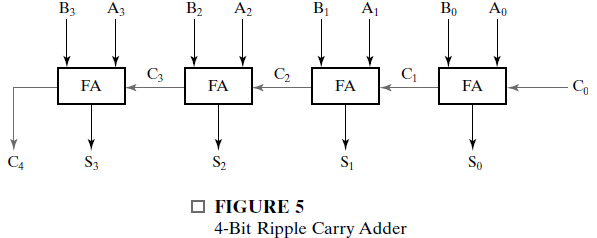 B3 A3 B2 A2 B1 A1 B0 A0
FA C3 FA C2 FA C1 FA C0
C4 S3 S2 S1 S0
FIGURE 5
4-Bit Ripple Carry Adder